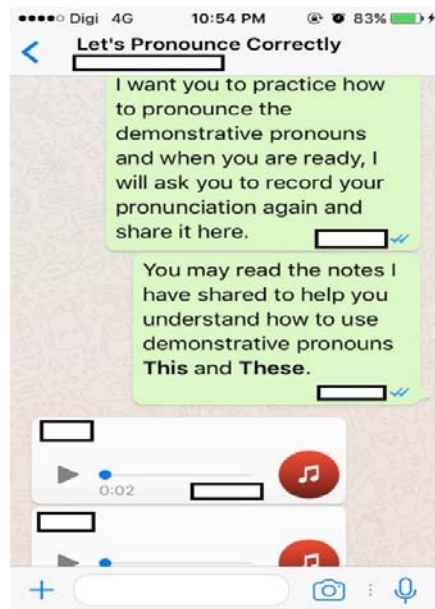 Digi 4G 10:54 PM 83%
Let's Pronounce Correctly
I want you to practice how
to pronounce the
demonstrative pronouns
and when you are ready, I
will ask you to record your
pronunciation again and
share it here.
You may read the notes I
have shared to help you
understand how to use
demonstrative pronouns
This and These.
0:02